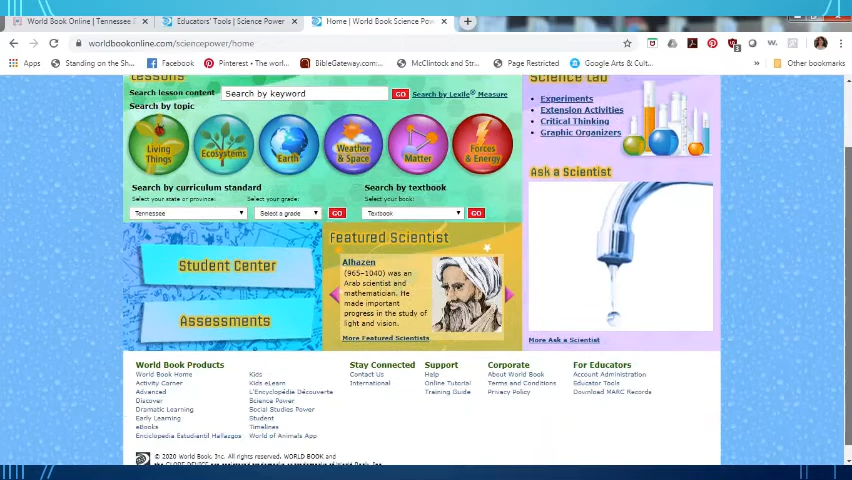 World Book Online | Tennessee E
Educators' Tools | Science Power
Home | World Book Science Pow
worldbookonline.com/sciencepower/home
Apps
Standing on the Sh...
Facebook
Pinterest • The worl...
BibleGateway.com:...
McClintock and Str...
Page Restricted
Google Arts & Cult...
Other bookmarks
Lessons
Search lesson content
Search by keyword
GO
Search by Lexile® Measure
Search by topic
Living Things
Ecosystems
Earth
Weather & Space
Matter
Forces & Energy
Search by curriculum standard
Select your state or province:
Select your grade:
Tennessee
Select a grade
GO
Search by textbook
Select your book:
Textbook
GO
Science Lab
Experiments
Extension Activities
Critical Thinking
Graphic Organizers
Ask a Scientist
More Ask a Scientist
Student Center
Assessments
Featured Scientist
Alhazen
(965–1040) was an
Arab scientist and
mathematician. He
made important
progress in the study of
light and vision.
More Featured Scientists
World Book Products
World Book Home
Activity Corner
Advanced
Discover
Dramatic Learning
Early Learning
eBooks
Enciclopedia Estudiantil Hallazgos
Kids
Kids eLearn
L'Encyclopédie Découverte
Science Power
Social Studies Power
Student
Timelines
World of Animals App
Stay Connected
Contact Us
International
Support
Help
Online Tutorial
Training Guide
Corporate
About World Book
Terms and Conditions
Privacy Policy
For Educators
Account Administration
Educator Tools
Download MARC Records
© 2020 World Book, Inc. All rights reserved. WORLD BOOK and